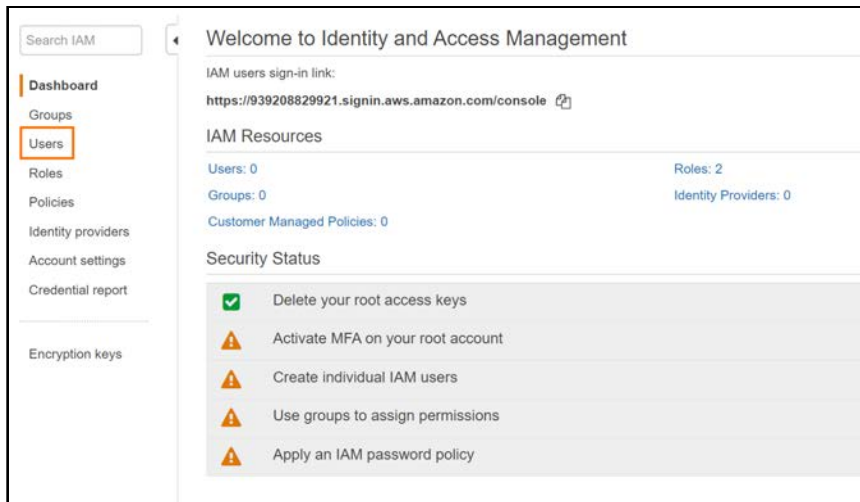 Search IAM
Dashboard
Groups
Users
Roles
Policies
Identity providers
Account settings
Credential report
Encryption keys
Welcome to Identity and Access Management
IAM users sign-in link:
https://939208829921.signin.aws.amazon.com/console
IAM Resources
Users: 0 Roles: 2
Groups: 0 Identity Providers: 0
Customer Managed Policies: 0
Security Status
Delete your root access keys
Activate MFA on your root account
Create individual IAM users
Use groups to assign permissions
Apply an IAM password policy